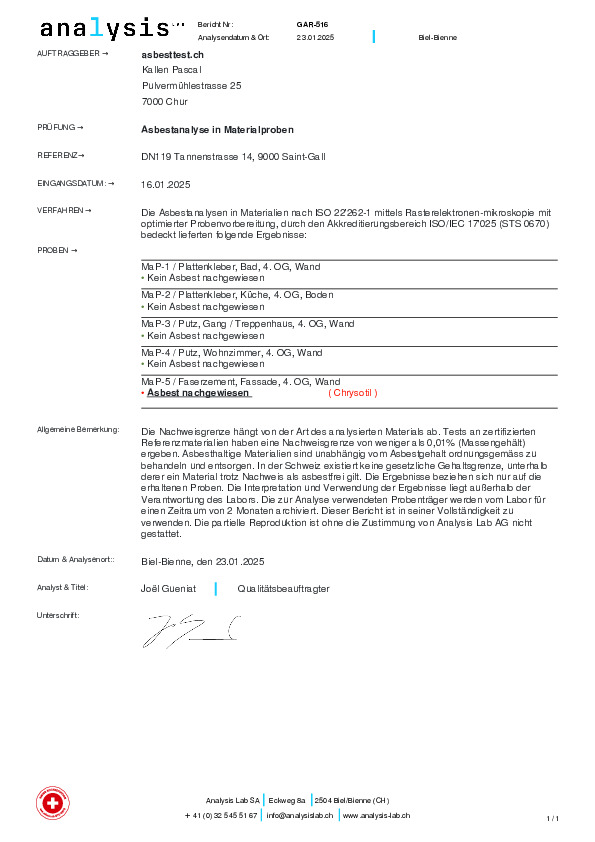 analysis
Bericht Nr: GAR-516
Analysendatum & Ort: 23.01.2025 Biel-Bienne
AUFTRAGGEBER → asbesttest.ch
Kallen Pascal
Pulvermühlestrasse 25
7000 Chur
PRÜFUNG → Asbestanalyse in Materialproben
REFERENZ→ DN119 Tannenstrasse 14, 9000 Saint-Gall
EINGANGSDATUM: → 16.01.2025
VERFAHREN → Die Asbestanalysen in Materialien nach ISO 22'262-1 mittels Rasterelektronen-mikroskopie mit
optimierter Probenvorbereitung, durch den Akkreditierungsbereich ISO/IEC 17025 (STS 0670)
bedeckt lieferten folgende Ergebnisse:
PROBEN →
MaP-1 / Plattenkleber, Bad, 4. OG, Wand
• Kein Asbest nachgewiesen
MaP-2 / Plattenkleber, Küche, 4. OG, Boden
• Kein Asbest nachgewiesen
MaP-3 / Putz, Gang / Treppenhaus, 4. OG, Wand
• Kein Asbest nachgewiesen
MaP-4 / Putz, Wohnzimmer, 4. OG, Wand
• Kein Asbest nachgewiesen
MaP-5 / Faserzement, Fassade, 4. OG, Wand
• Asbest nachgewiesen ( Chrysotil )
Allgemeine Bemerkung: Die Nachweisgrenze hängt von der Art des analysierten Materials ab. Tests an zertifizierten
Referenzmaterialien haben eine Nachweisgrenze von weniger als 0,01% (Massengehält)
ergeben. Asbesthaltige Materialien sind unabhängig vom Asbestgehalt ordnungsgemäss zu
behandeln und entsorgen. In der Schweiz existiert keine gesetzliche Gehaltsgrenze, unterhalb
derer ein Material trotz Nachweis als asbestfrei gilt. Die Ergebnisse beziehen sich nur auf die
erhaltenen Proben. Die Interpretation und Verwendung der Ergebnisse liegt außerhalb der
Verantwortung des Labors. Die zur Analyse verwendeten Probenträger werden vom Labor für
einen Zeitraum von 2 Monaten archiviert. Dieser Bericht ist in seiner Vollständigkeit zu
verwenden. Die partielle Reproduktion ist ohne die Zustimmung von Analysis Lab AG nicht
gestattet.
Datum & Analysenort:: Biel-Bienne, den 23.01.2025
Analyst & Titel: Joël Gueniat Qualitätsbeauftragter
Unterschrift:
Analysis Lab SA Eckweg 8a 2504 Biel/Bienne (CH)
+ 41 (0) 32 545 51 67 info@analysislab.ch www.analysis-lab.ch
1 / 1